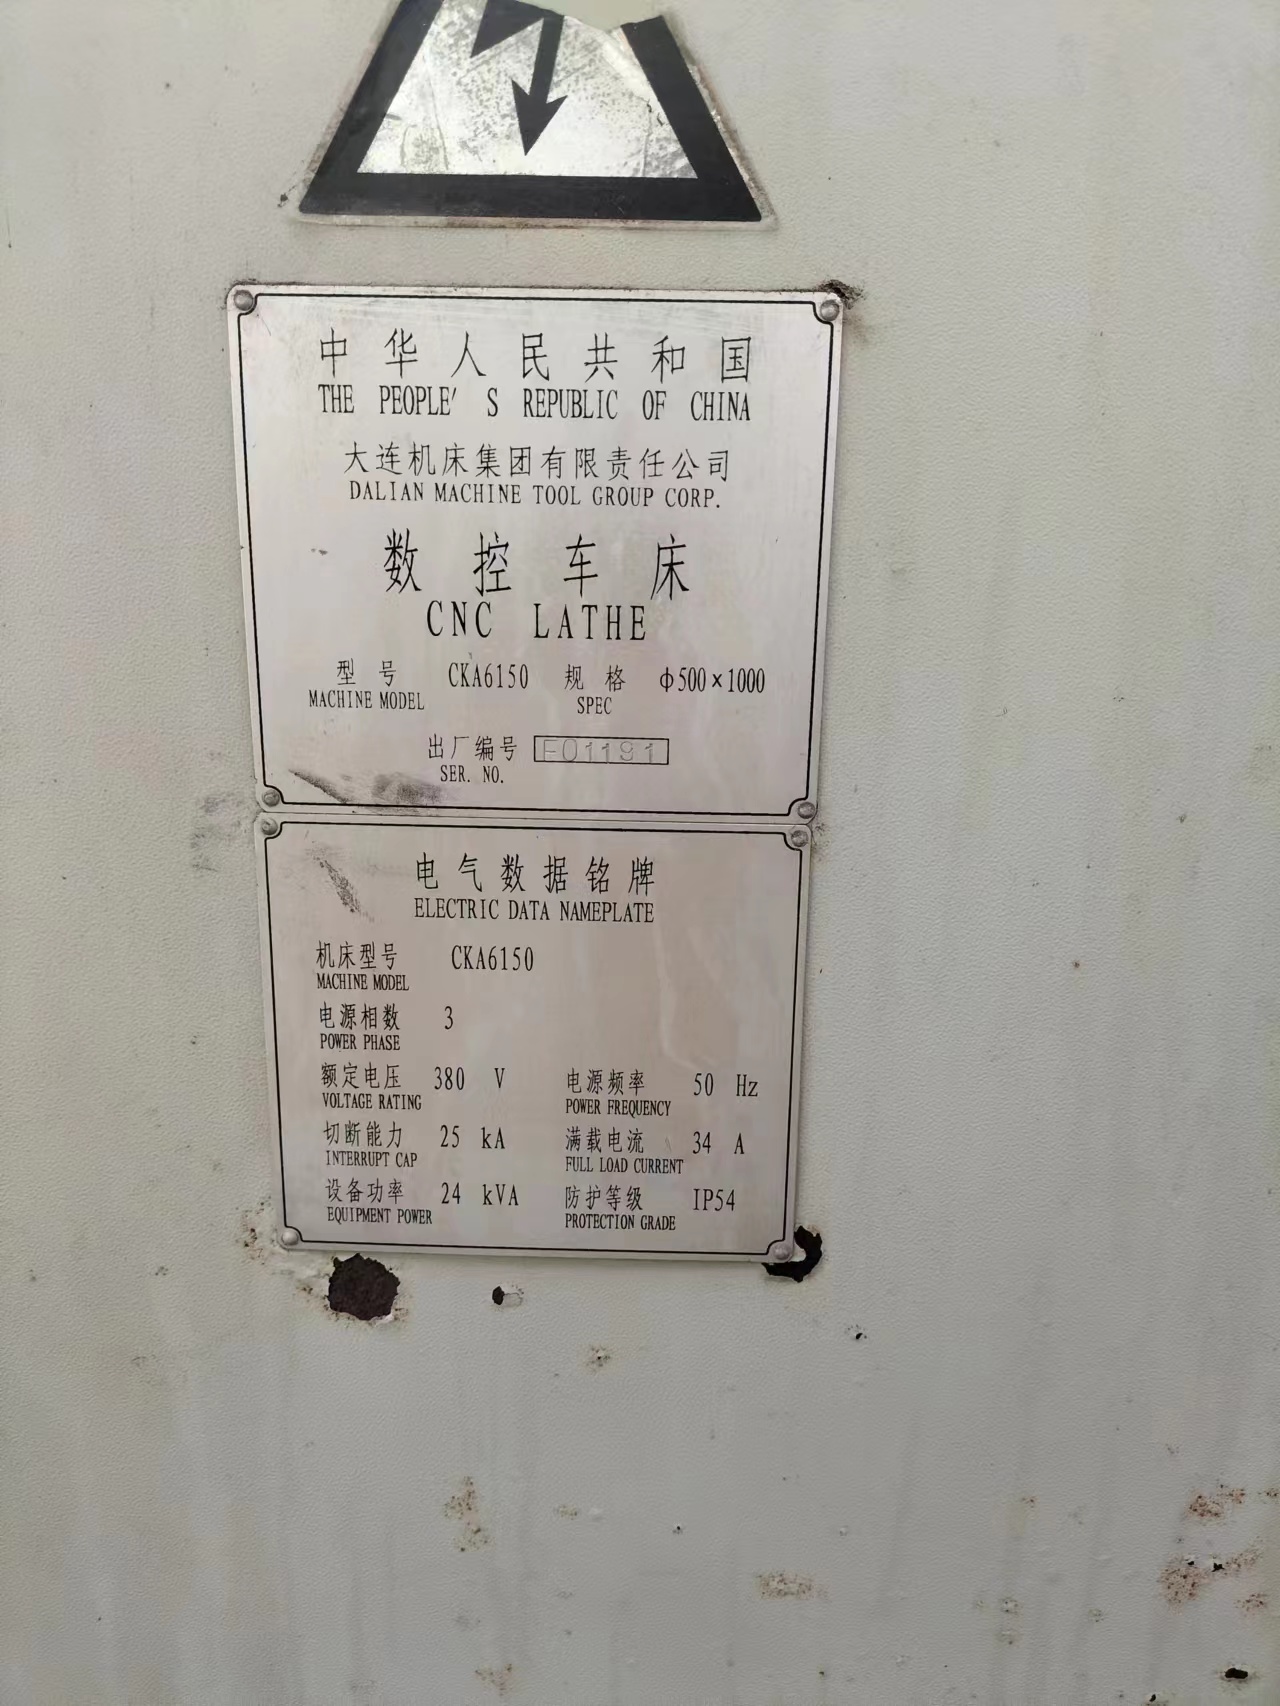 中华人民共和国
THE PEOPLE'S REPUBLIC OF CHINA
大连机床集团有限责任公司
DALIAN MACHINE TOOL GROUP CORP.
数控车床
CNC LATHE
型号 CKA6150 规格 φ500×1000
MACHINE MODEL SPEC
出厂编号 F01191
SER. NO.
电气数据铭牌
ELECTRIC DATA NAMEPLATE
机床型号 CKA6150
MACHINE MODEL
电源相数 3
POWER PHASE
额定电压 380 V 电源频率 50 Hz
VOLTAGE RATING POWER FREQUENCY
切断能力 25 kA 满载电流 34 A
INTERRUPT CAP FULL LOAD CURRENT
设备功率 24 kVA 防护等级 IP54
EQUIPMENT POWER PROTECTION GRADE